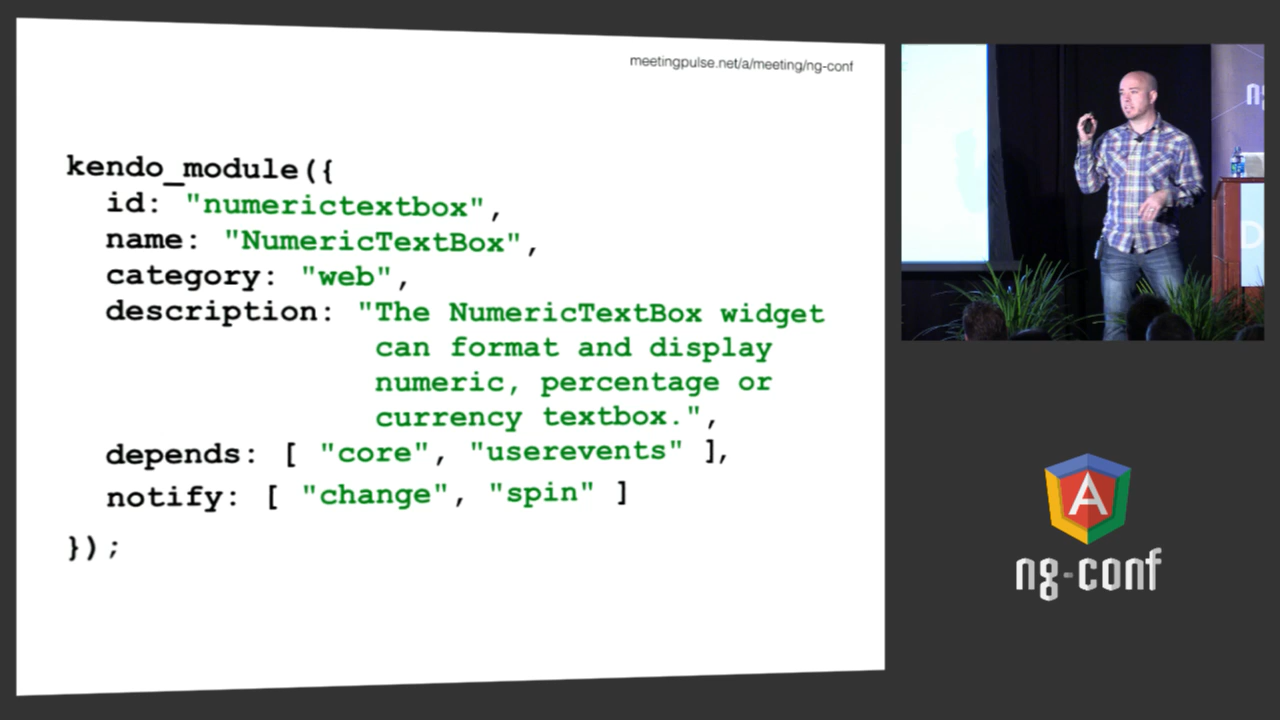 meetingpulse.net/a/meeting/ng-conf
kendo_module({
id: "numerictextbox",
name: "NumericTextBox",
category: "web",
description: "The NumericTextBox widget
can format and display
numeric, percentage or
currency textbox.",
depends: [ "core", "userevents" ],
notify: [ "change", "spin" ]
});
A
ng-conf